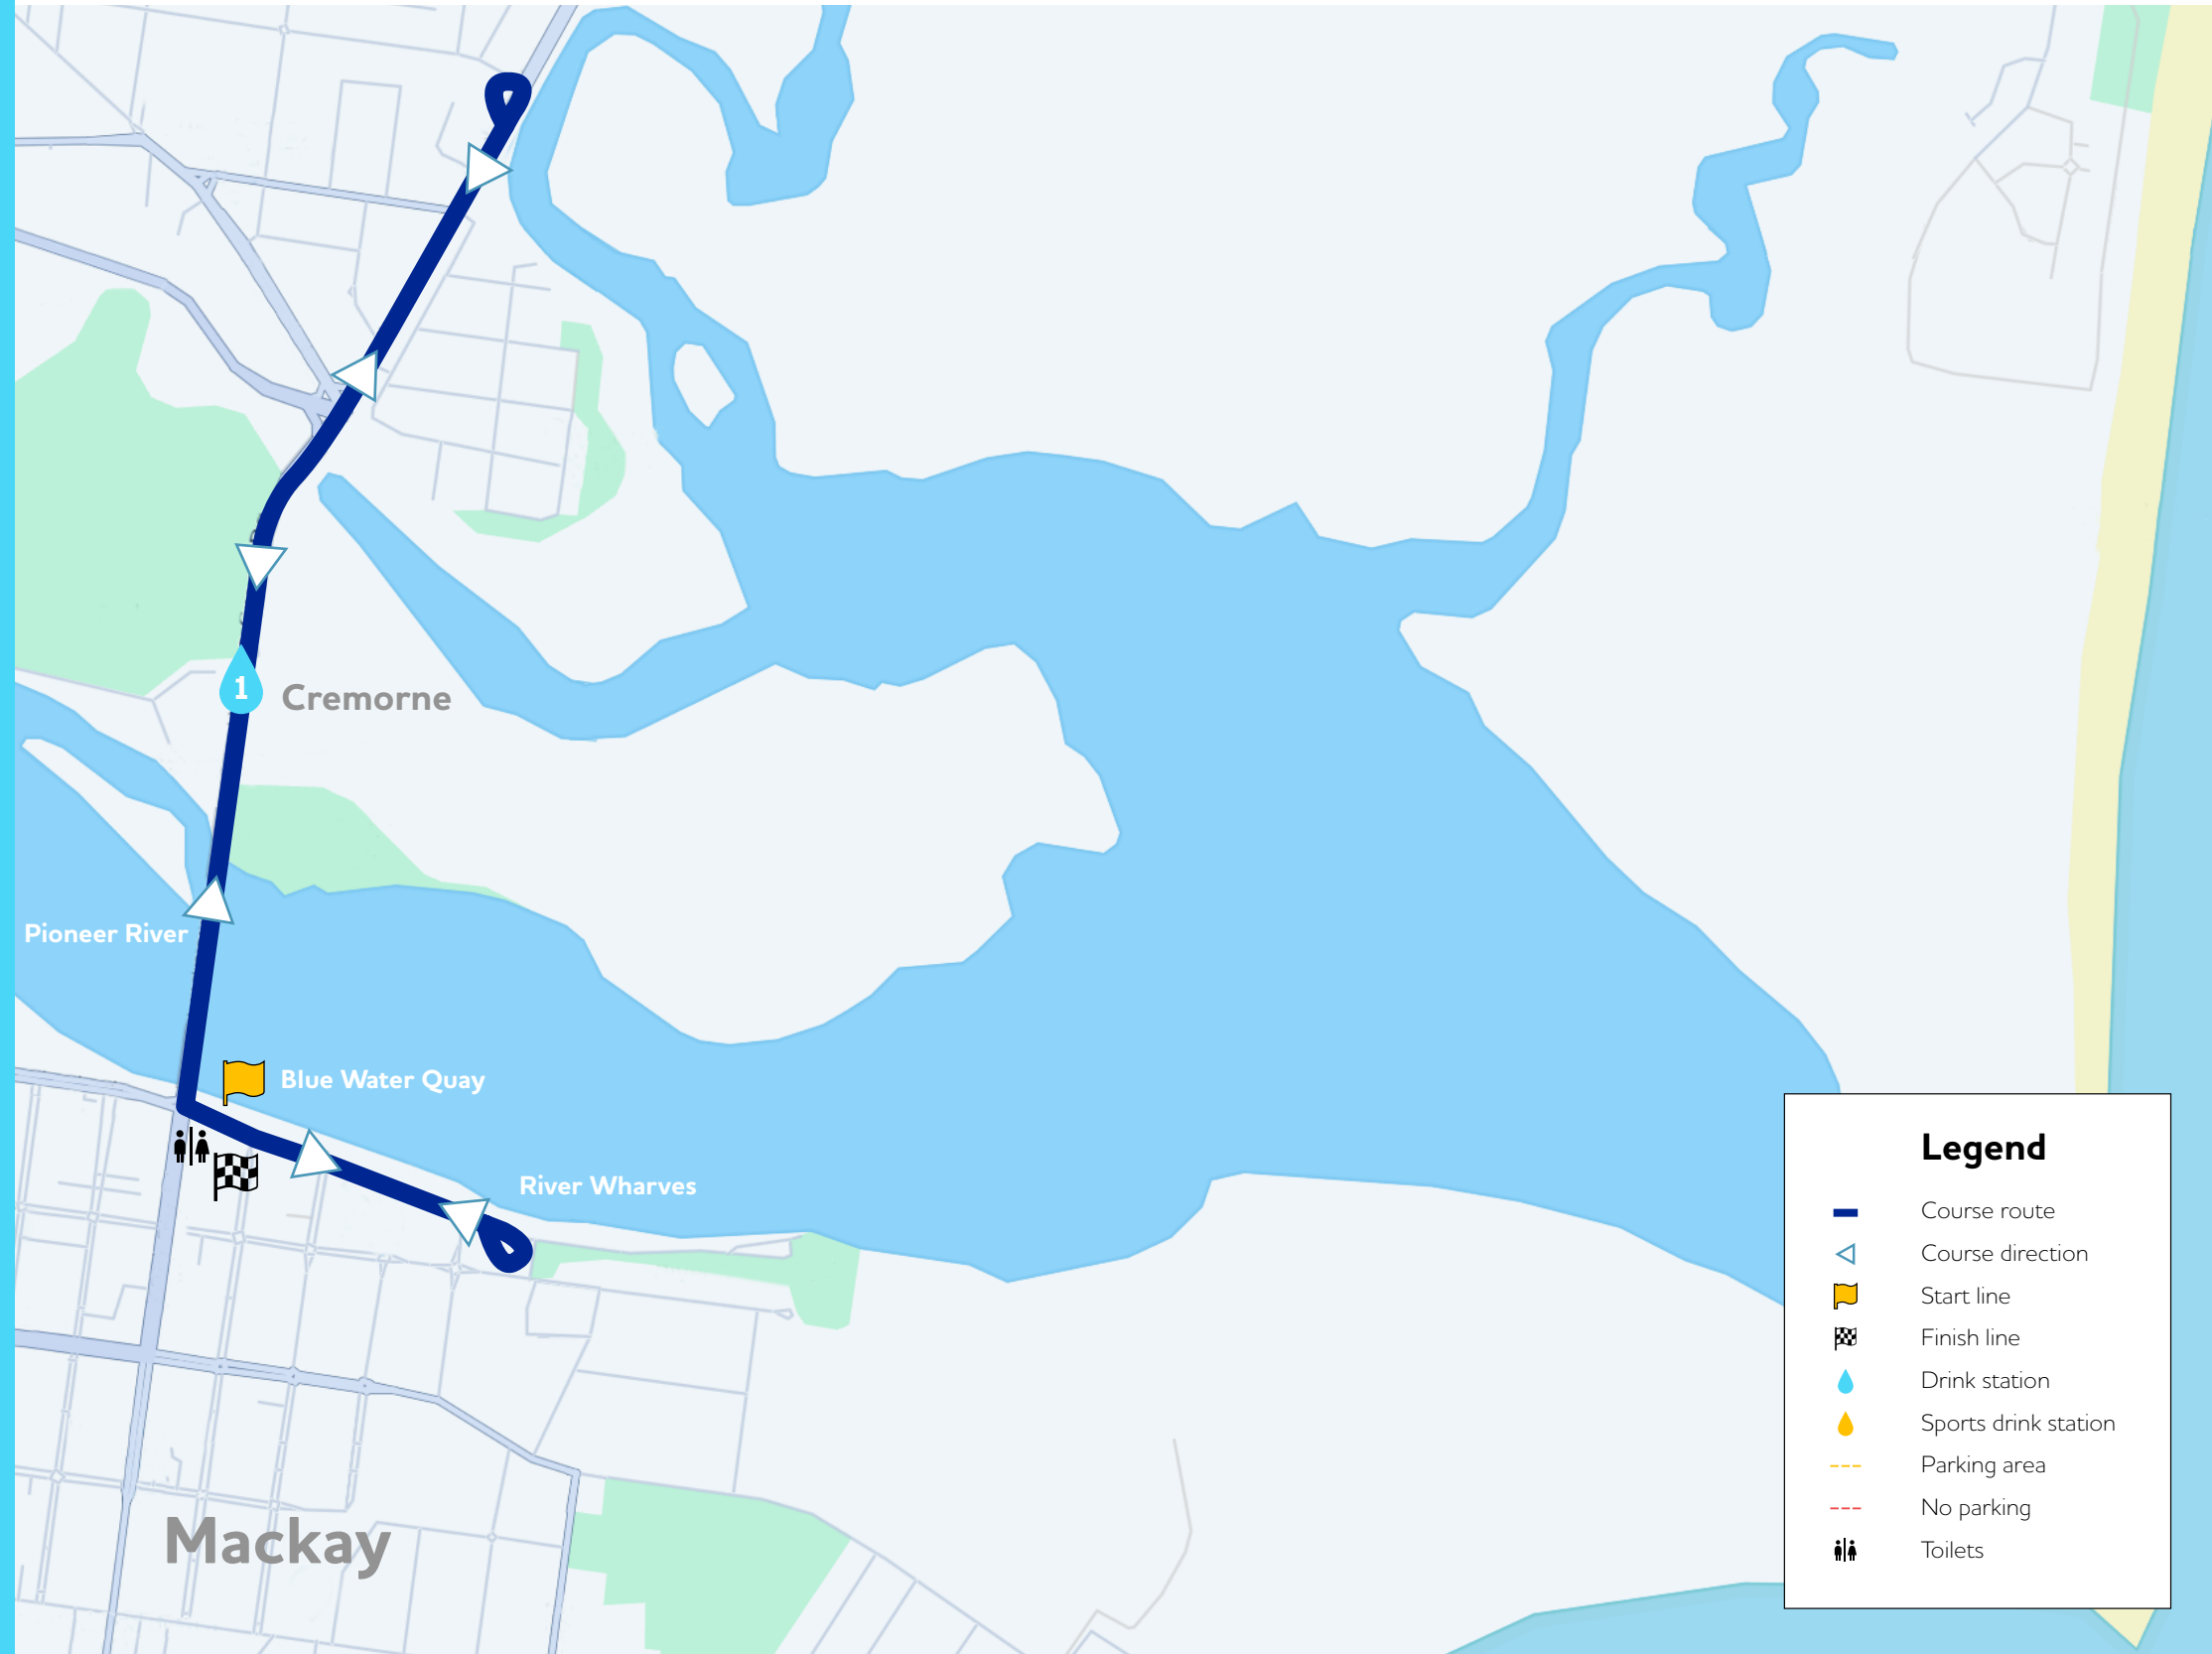 1
Cremorne
Pioneer River
Blue Water Quay
River Wharves
Mackay
Legend
Course route
Course direction
Start line
Finish line
Drink station
Sports drink station
Parking area
No parking
Toilets